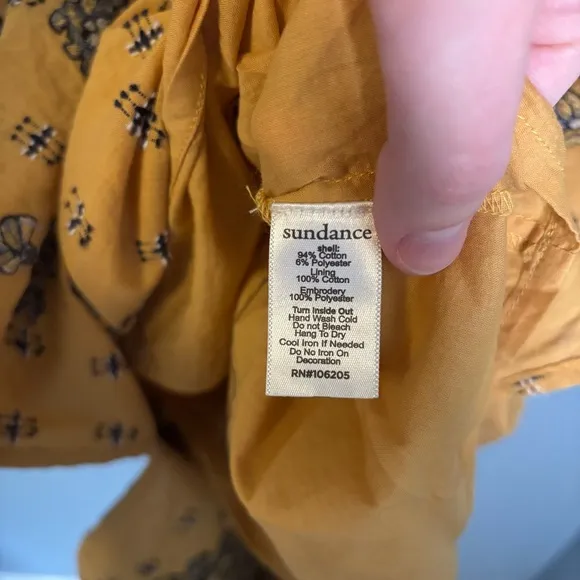 sundance
shell:
94% Cotton
6% Polyester
Lining
100% Cotton
Embrodery
100% Polyester
Turn Inside Out
Hand Wash Cold
Do not Bleach
Hang To Dry
Cool Iron If Needed
Do No Iron On
Decoration
RN#106205